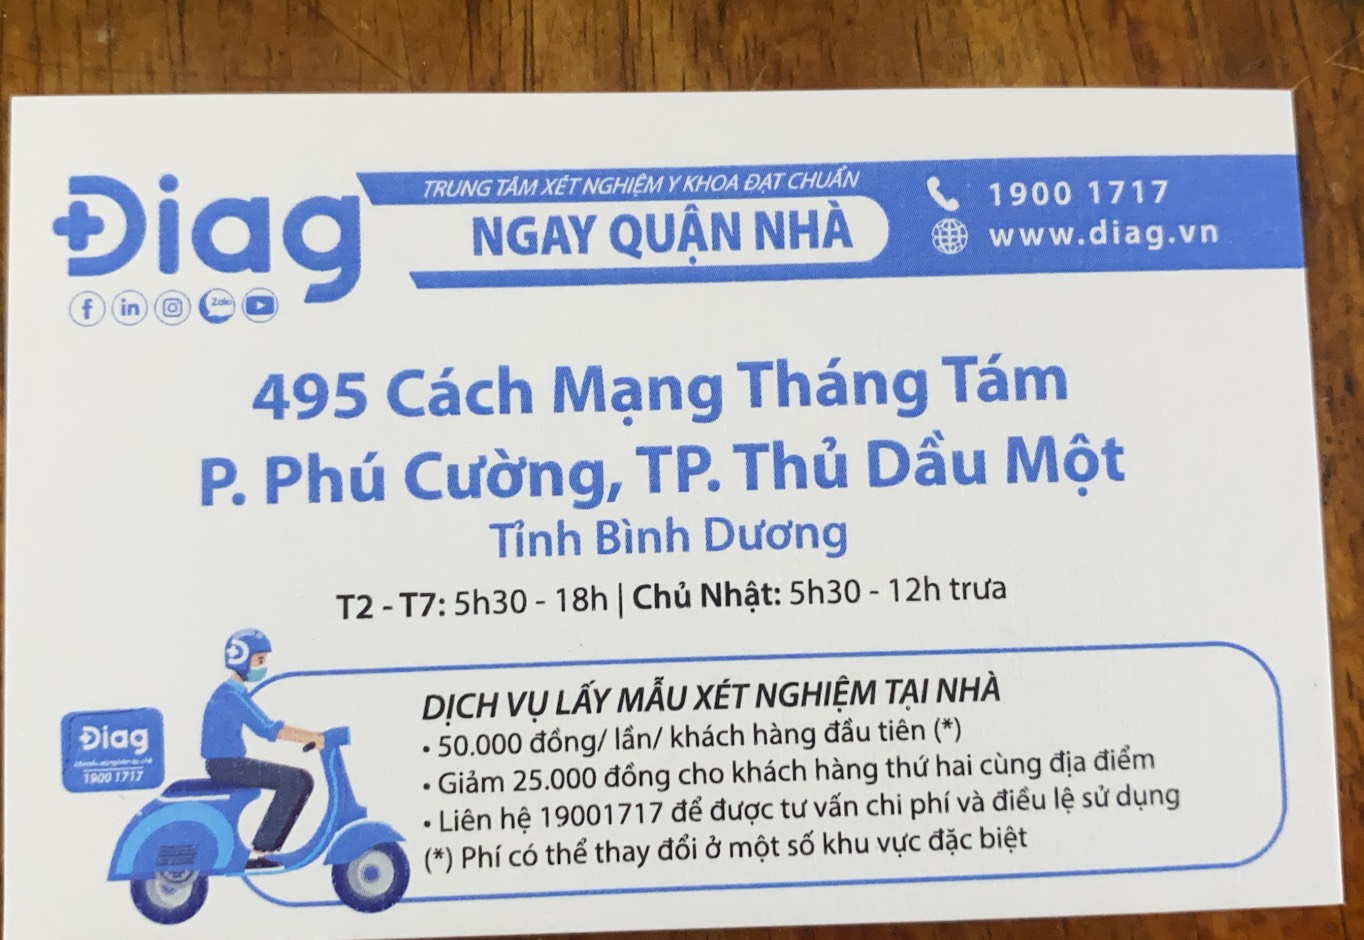 Diag
TRUNG TÂM XÉT NGHIỆM Y KHOA ĐẠT CHUẨN
NGAY QUẬN NHÀ
1900 1717
www.diag.vn
f in Zalo
495 Cách Mạng Tháng Tám
P. Phú Cường, TP. Thủ Dầu Một
Tỉnh Bình Dương
T2 - T7: 5h30 - 18h | Chủ Nhật: 5h30 - 12h trưa
DỊCH VỤ LẤY MẪU XÉT NGHIỆM TẠI NHÀ
• 50.000 đồng/ lần/ khách hàng đầu tiên (*)
• Giảm 25.000 đồng cho khách hàng thứ hai cùng địa điểm
• Liên hệ 19001717 để được tư vấn chi phí và điều lệ sử dụng
(*) Phí có thể thay đổi ở một số khu vực đặc biệt
Diag
1900 1717